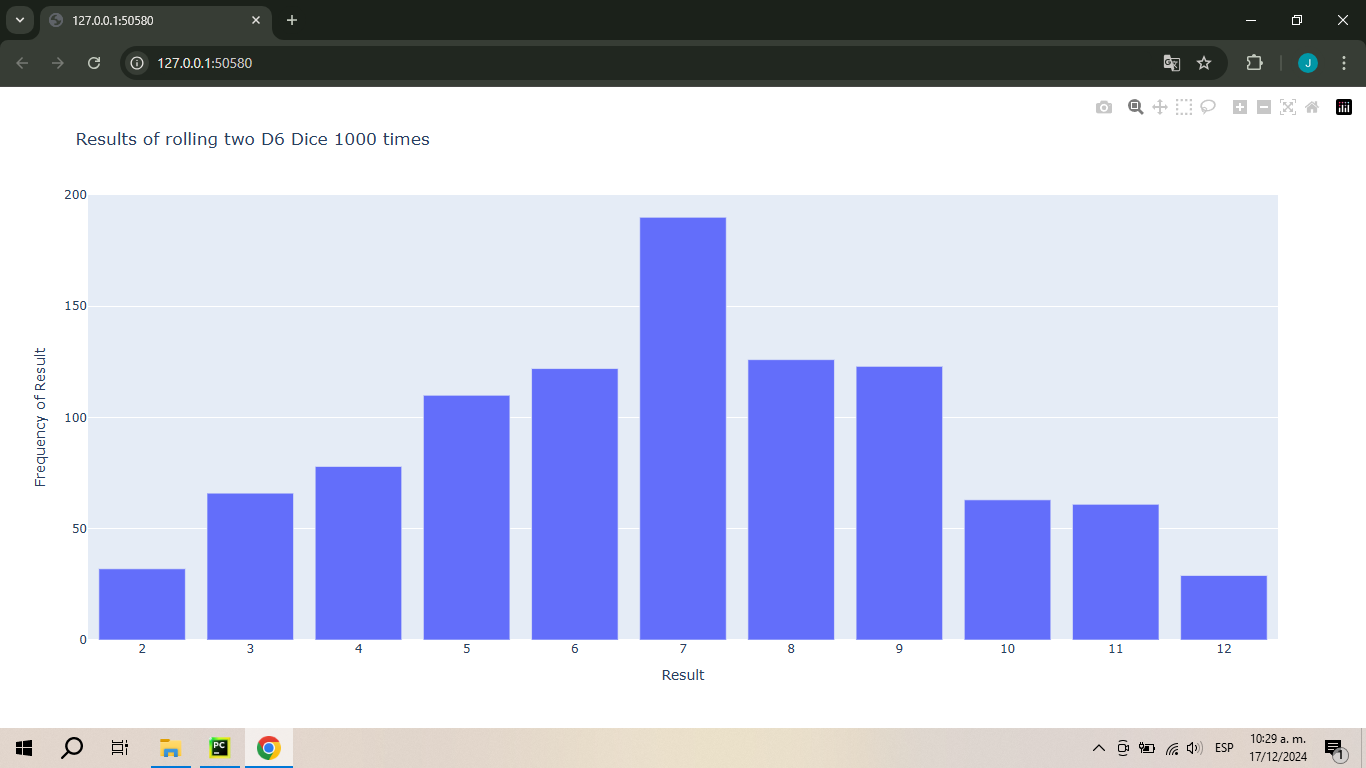 127.0.0.1:50580
127.0.0.1:50580
J
Results of rolling two D6 Dice 1000 times
200
150
100
50
0
Frequency of Result
2 3 4 5 6 7 8 9 10 11 12
Result
PC
ESP
10:29 a. m.
17/12/2024
1